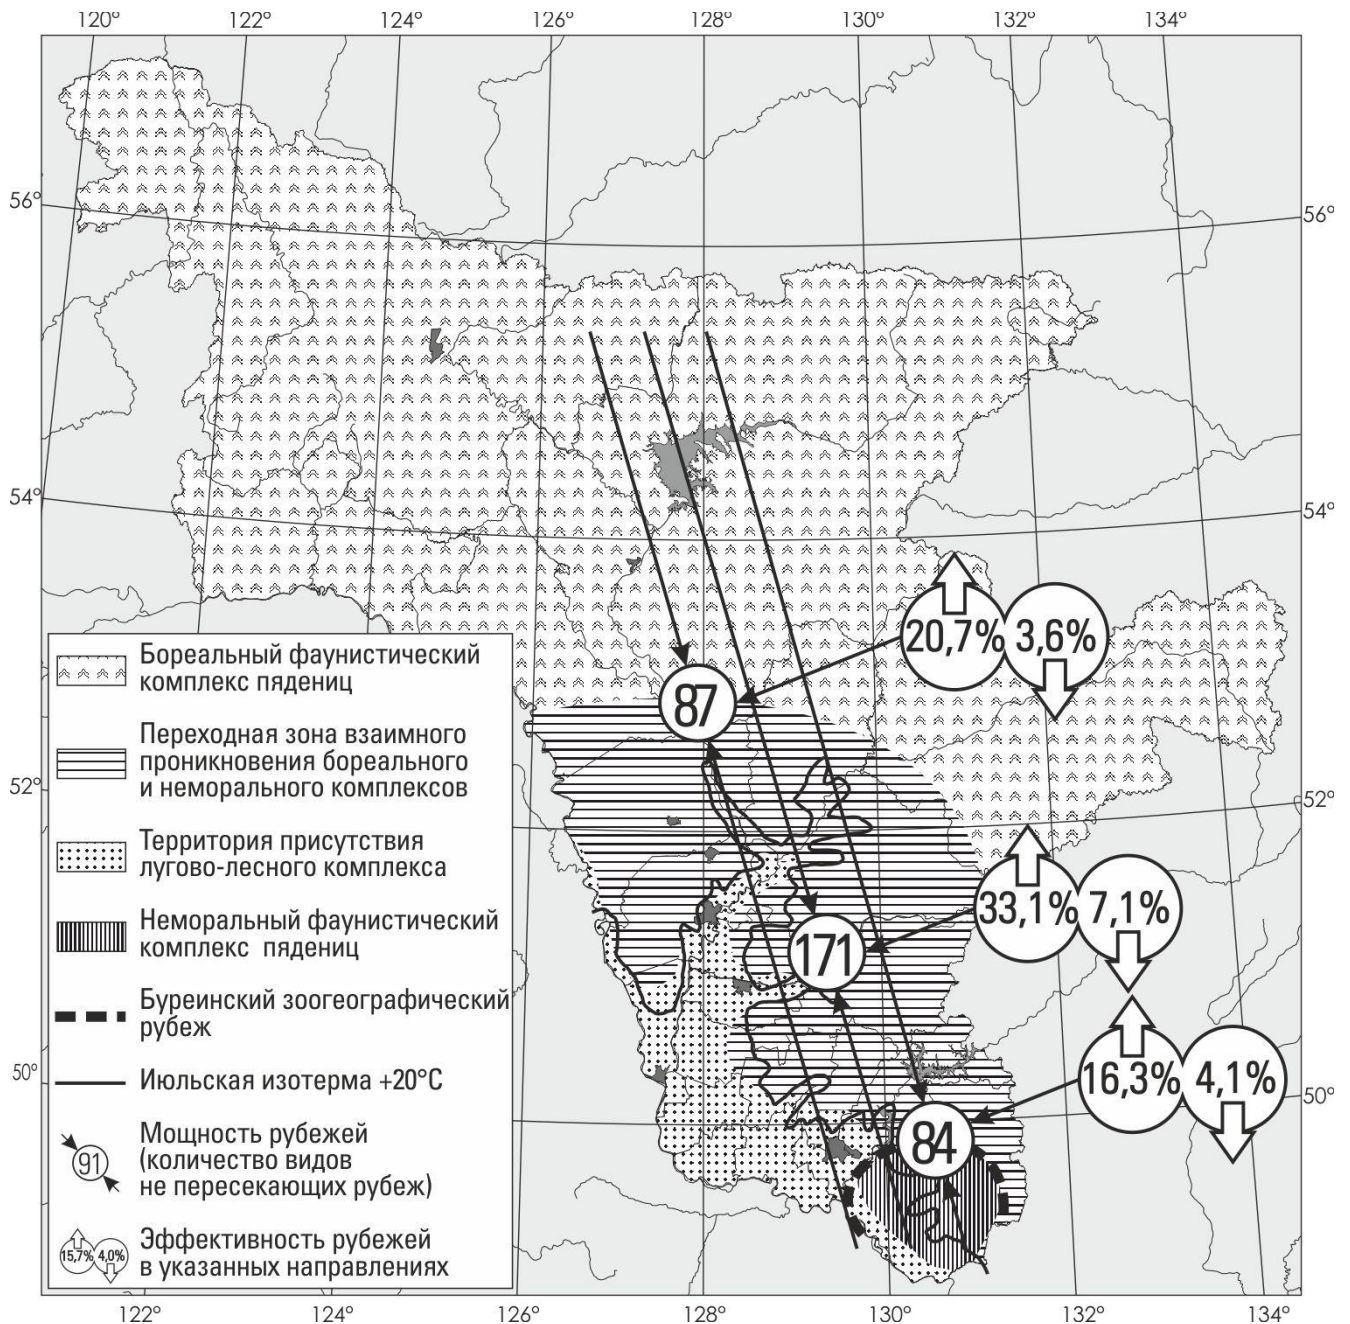 120° 122° 124° 126° 128° 130° 132° 134°
56° 56°
54° 54°
20,7% 3,6%
Бореальный фаунистический
комплекс пядениц
87
Переходная зона взаимного
проникновения бореального
и неморального комплексов
52° 52°
Территория присутствия
лугово-лесного комплекса
33,1% 7,1%
Неморальный фаунистический
комплекс пядениц
171
Буреинский зоогеографический
рубеж
50° 50°
Июльская изотерма +20°С
16,3% 4,1%
84
Мощность рубежей
(количество видов
не пересекающих рубеж)
91
Эффективность рубежей
в указанных направлениях
15,7% 4,0%
122° 124° 126° 128° 130° 132° 134°